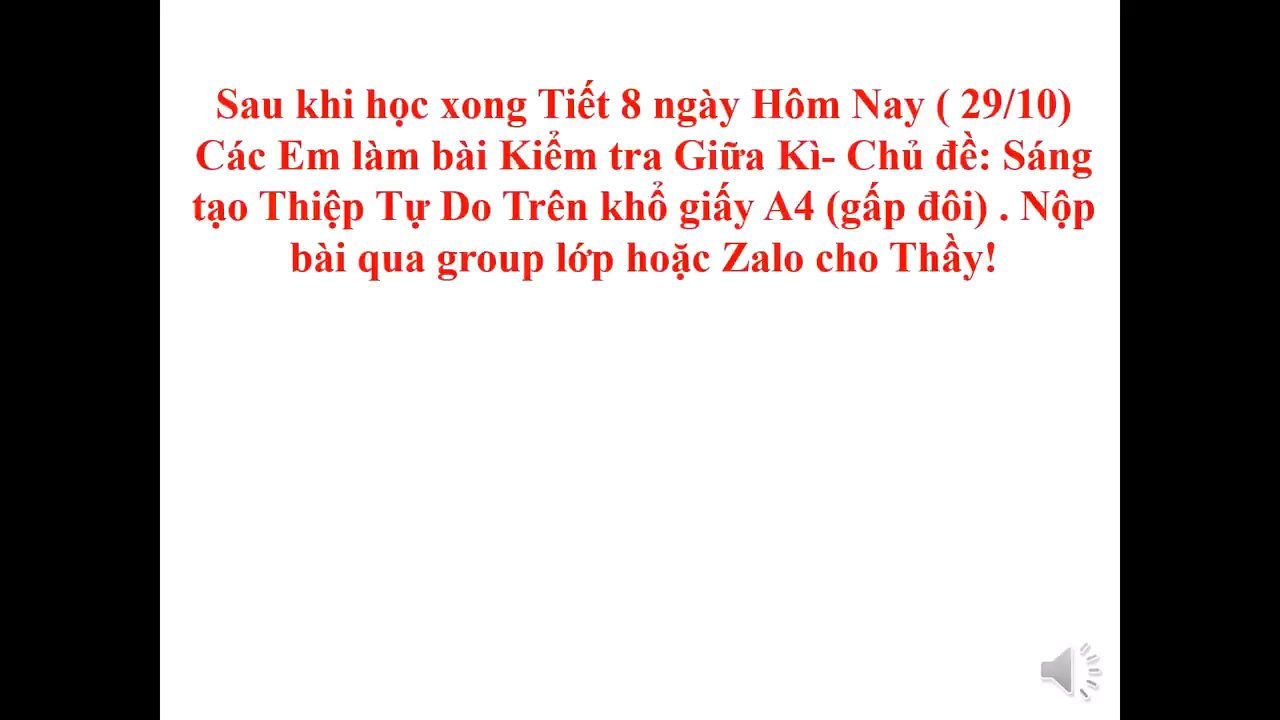 Sau khi học xong Tiết 8 ngày Hôm Nay ( 29/10)
Các Em làm bài Kiểm tra Giữa Kì- Chủ đề: Sáng
tạo Thiệp Tự Do Trên khổ giấy A4 (gấp đôi) . Nộp
bài qua group lớp hoặc Zalo cho Thầy!